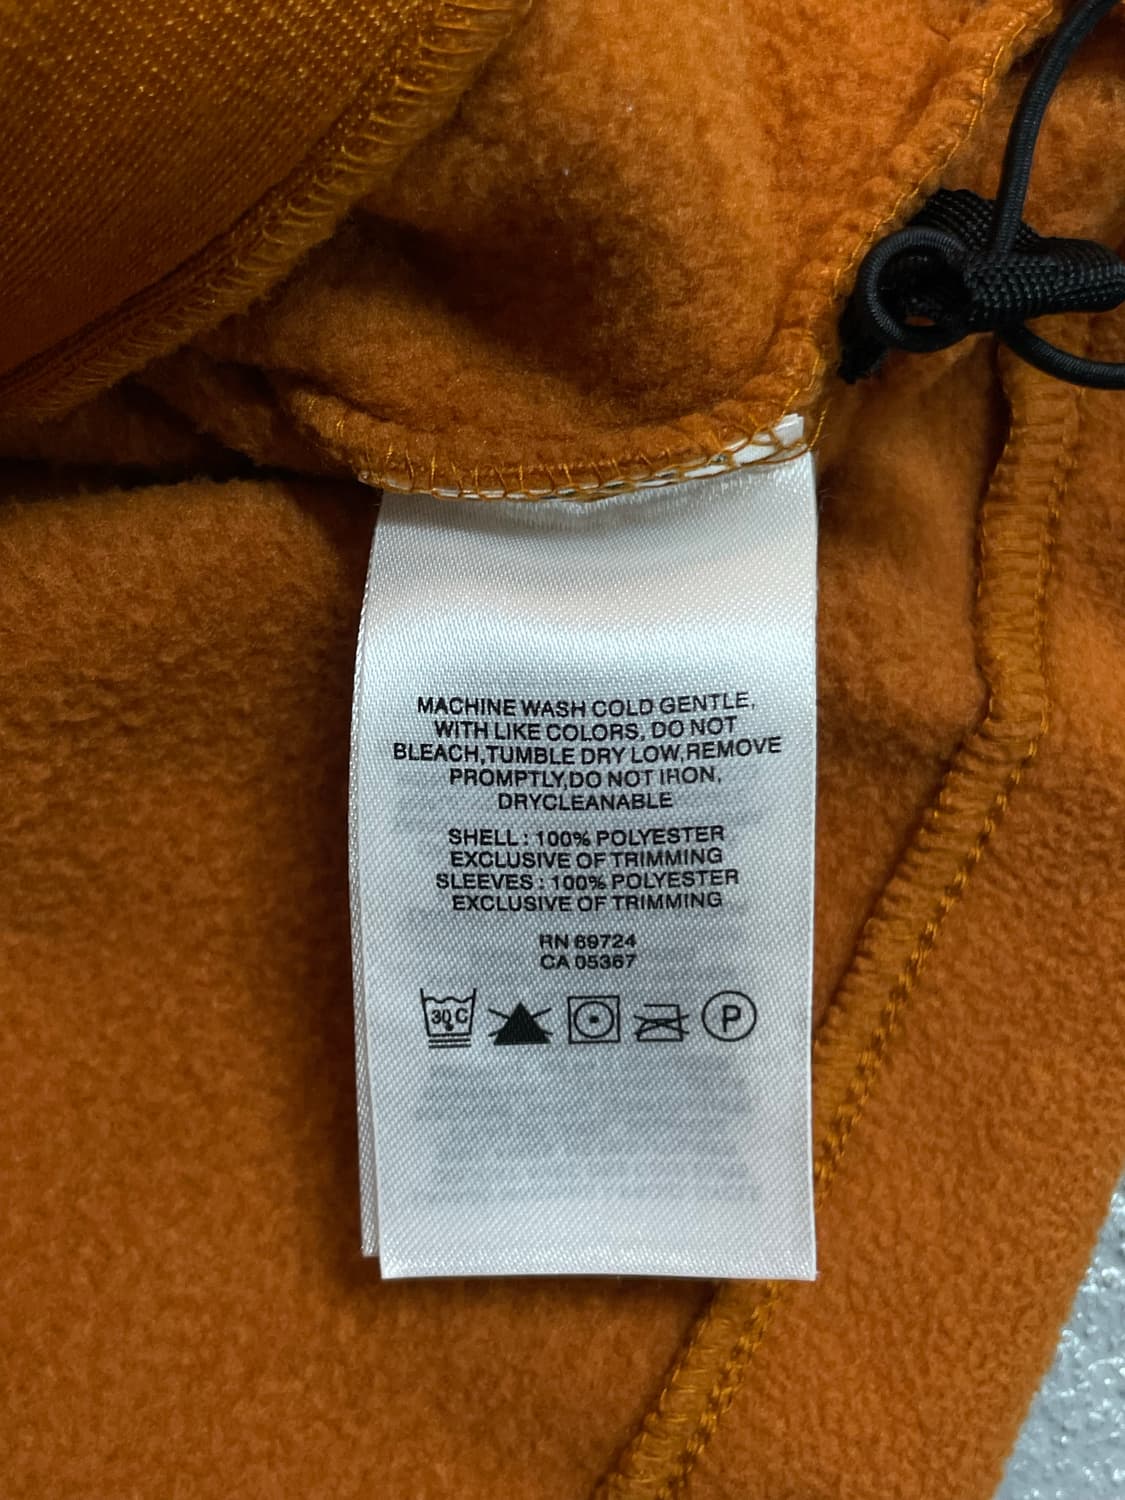 MACHINE WASH COLD GENTLE,
WITH LIKE COLORS, DO NOT
BLEACH,TUMBLE DRY LOW,REMOVE
PROMPTLY,DO NOT IRON,
DRYCLEANABLE
SHELL : 100% POLYESTER
EXCLUSIVE OF TRIMMING
SLEEVES : 100% POLYESTER
EXCLUSIVE OF TRIMMING
RN 69724
CA 05367
30 C P